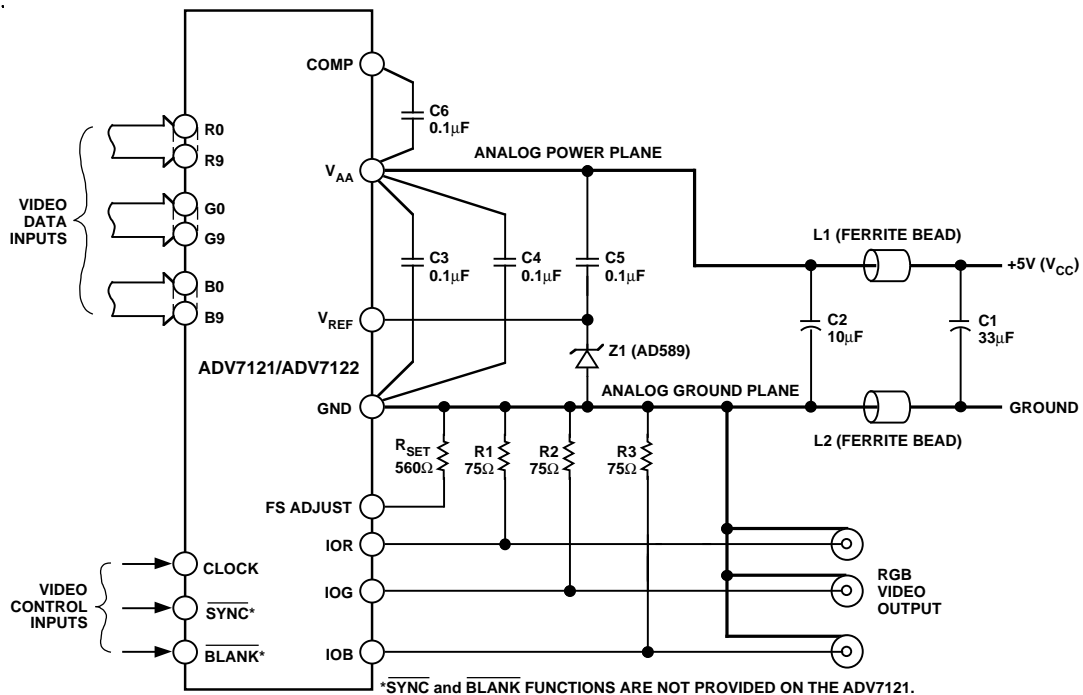 COMP
C6
0.1μF
R0
R9
ANALOG POWER PLANE
VAA
VIDEO
DATA
INPUTS
G0
G9
L1 (FERRITE BEAD)
C3
0.1μF
C4
0.1μF
C5
0.1μF
+5V (VCC)
B0
B9
VREF
C2
10μF
C1
33μF
Z1 (AD589)
ADV7121/ADV7122
ANALOG GROUND PLANE
GND
GROUND
L2 (FERRITE BEAD)
RSET
560Ω
R1
75Ω
R2
75Ω
R3
75Ω
FS ADJUST
IOR
CLOCK
RGB
VIDEO
OUTPUT
VIDEO
CONTROL
INPUTS
IOG
SYNC*
BLANK*
IOB
*SYNC and BLANK FUNCTIONS ARE NOT PROVIDED ON THE ADV7121.